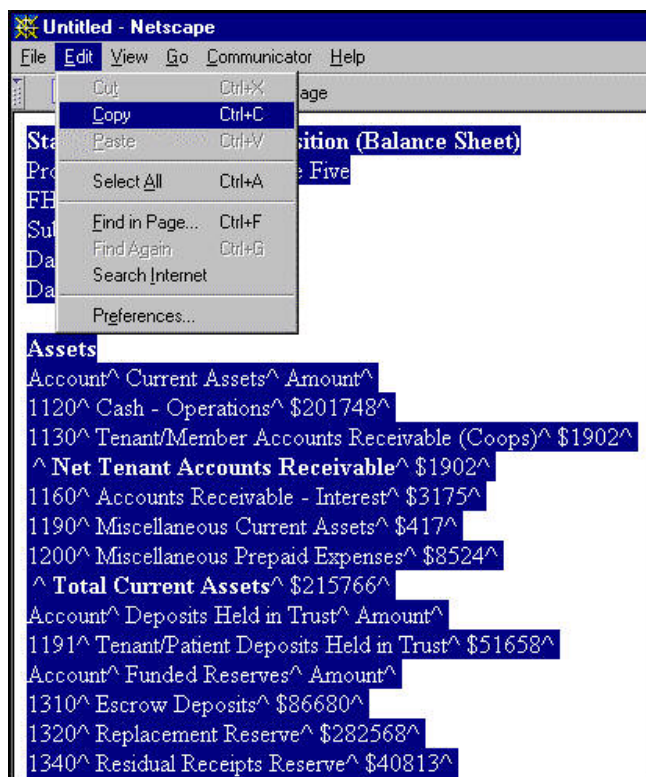 Untitled - Netscape
File Edit View Go Communicator Help
Cut Ctrl+X
age
Copy Ctrl+C
Paste Ctrl+V
Select All Ctrl+A
Find in Page... Ctrl+F
Find Again Ctrl+G
Search Internet
Preferences...
Sta sition (Balance Sheet)
Pro e Five
FH
Sul
Da
Da
Assets
Account^ Current Assets^ Amount^
1120^ Cash - Operations^ $201748^
1130^ Tenant/Member Accounts Receivable (Coops)^ $1902^
^ Net Tenant Accounts Receivable^ $1902^
1160^ Accounts Receivable - Interest^ $3175^
1190^ Miscellaneous Current Assets^ $417^
1200^ Miscellaneous Prepaid Expenses^ $8524^
^ Total Current Assets^ $215766^
Account^ Deposits Held in Trust^ Amount^
1191^ Tenant/Patient Deposits Held in Trust^ $51658^
Account^ Funded Reserves^ Amount^
1310^ Escrow Deposits^ $86680^
1320^ Replacement Reserve^ $282568^
1340^ Residual Receipts Reserve^ $40813^